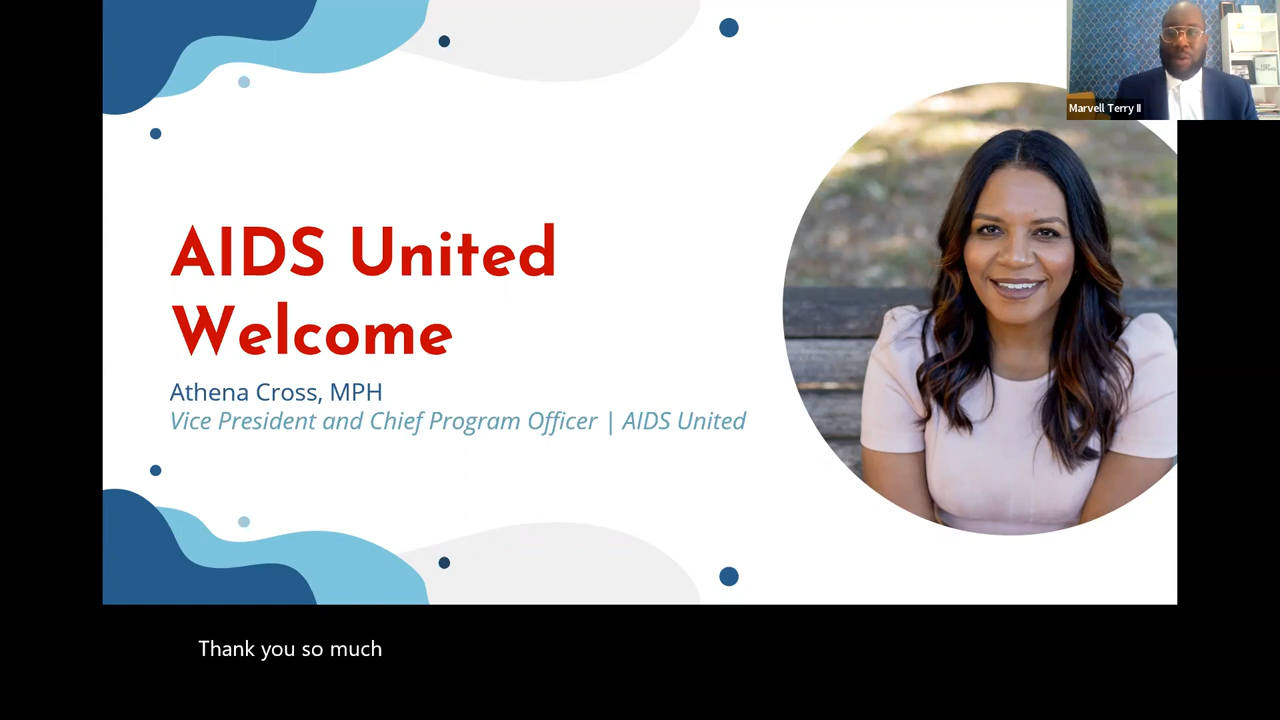 Marvell Terry II
AIDS United
Welcome
Athena Cross, MPH
Vice President and Chief Program Officer | AIDS United
Thank you so much